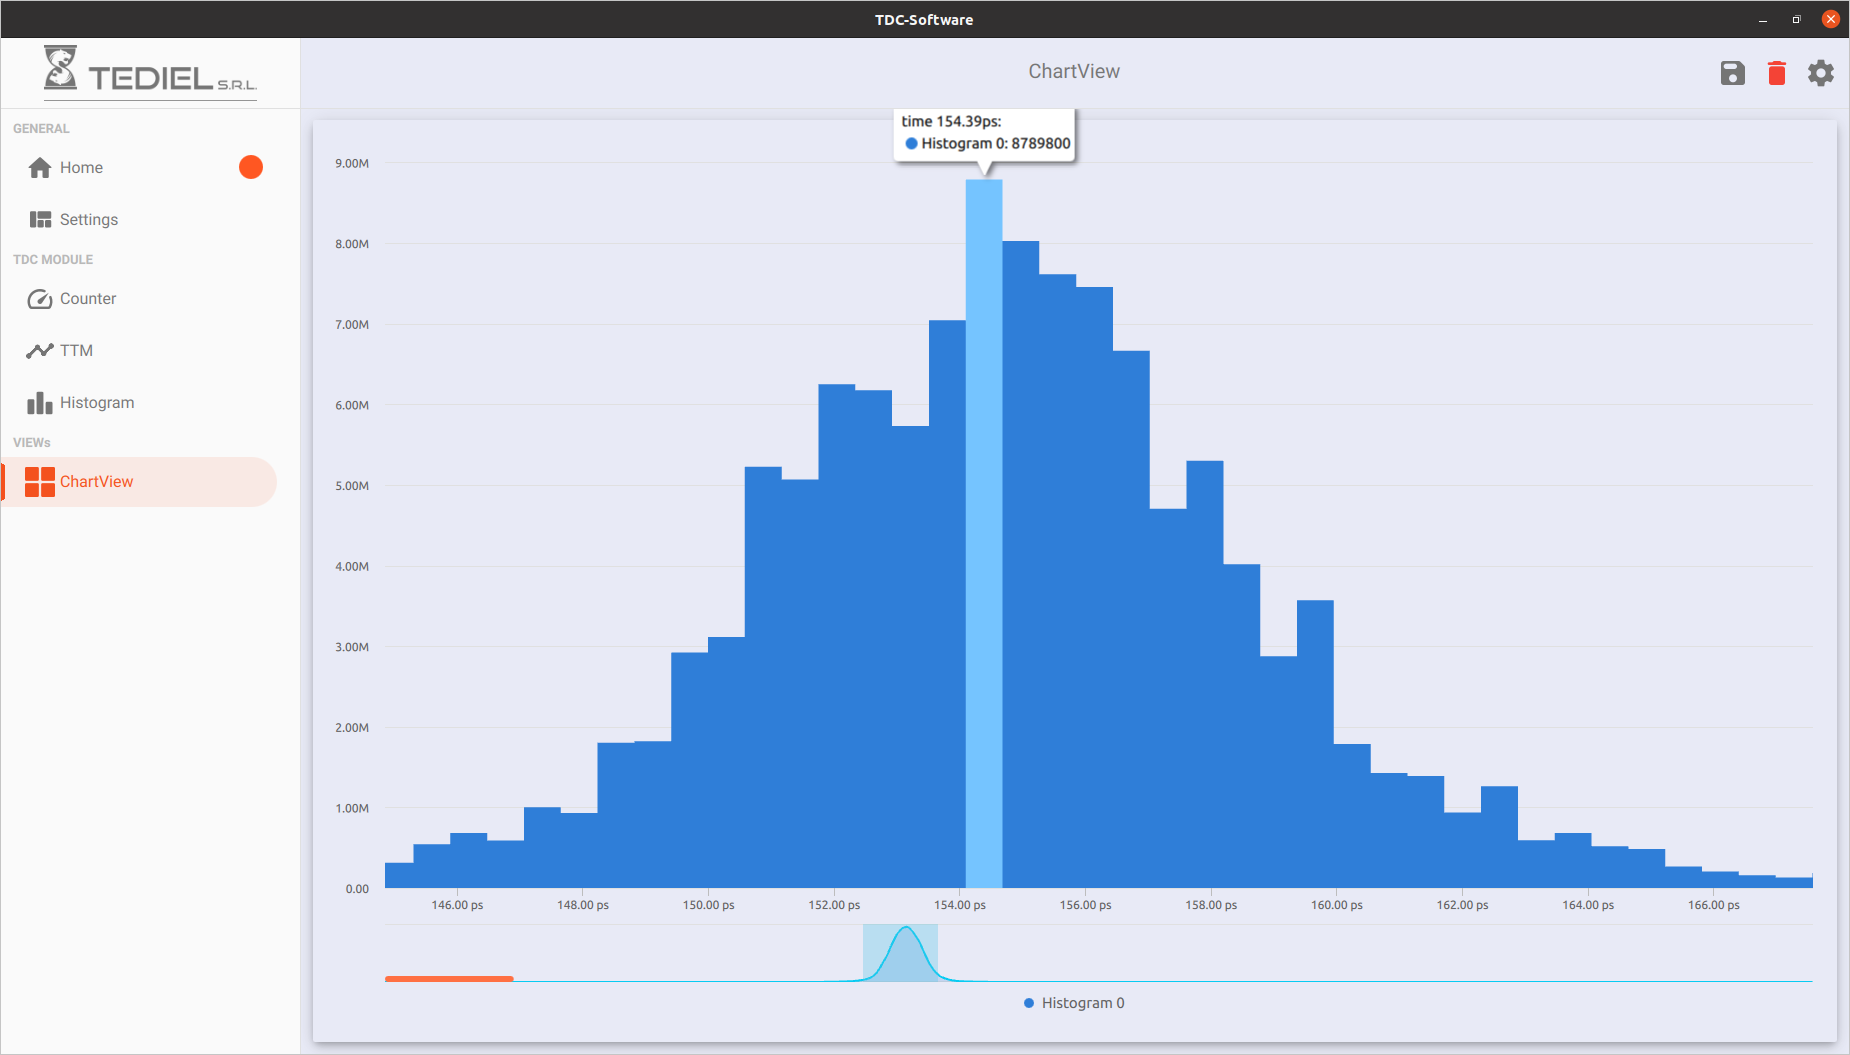 TDC-Software
TEDIEL S.R.L.
ChartView
GENERAL
Home
Settings
TDC MODULE
Counter
TTM
Histogram
VIEWs
ChartView
time 154.39ps:
Histogram 0: 8789800
9.00M
8.00M
7.00M
6.00M
5.00M
4.00M
3.00M
2.00M
1.00M
0.00
146.00 ps 148.00 ps 150.00 ps 152.00 ps 154.00 ps 156.00 ps 158.00 ps 160.00 ps 162.00 ps 164.00 ps 166.00 ps
Histogram 0